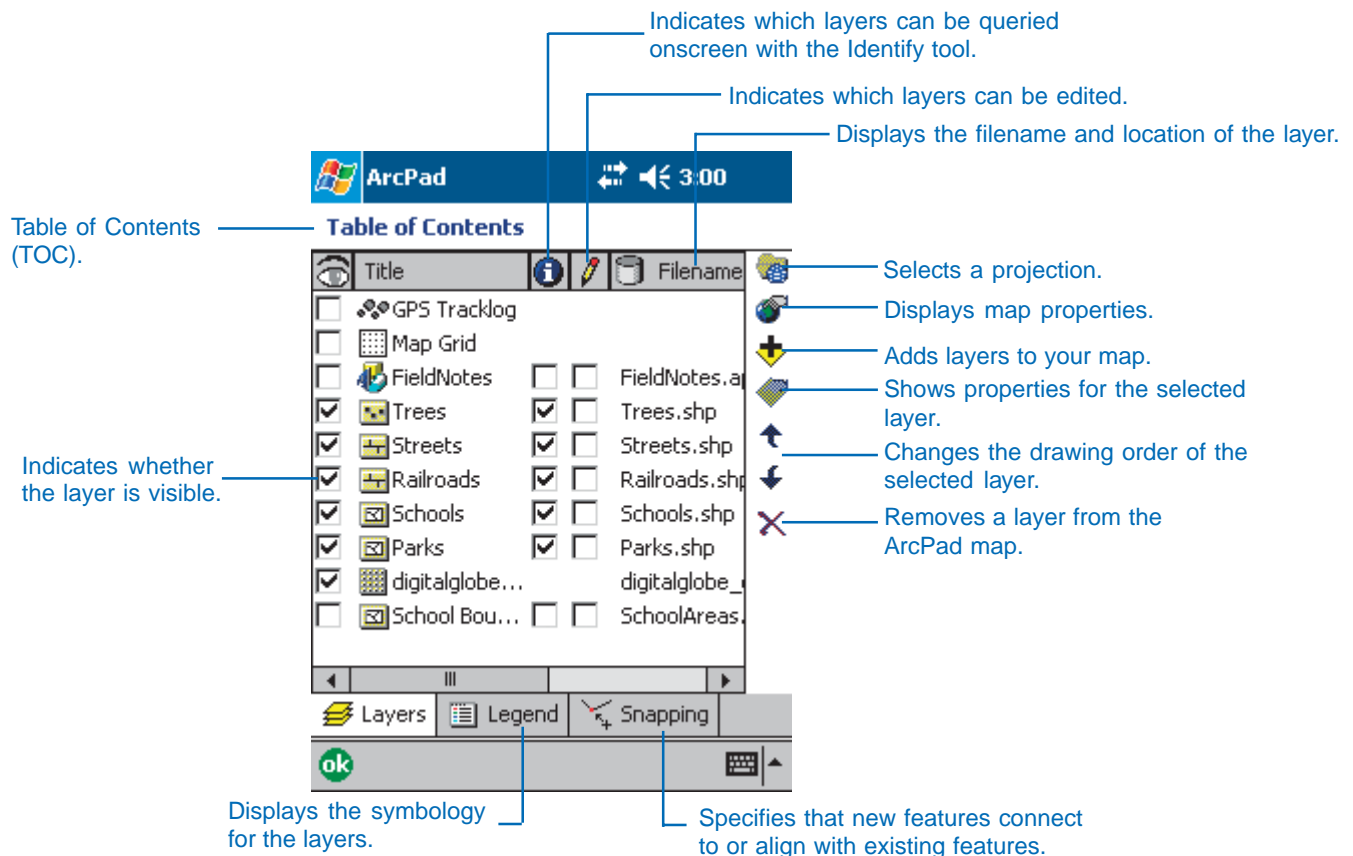 Indicates which layers can be queried
onscreen with the Identify tool.
Indicates which layers can be edited.
Displays the filename and location of the layer.
ArcPad 3:00
Table of Contents
(TOC).
Table of Contents
Title Filename
GPS Tracklog
Map Grid
FieldNotes FieldNotes.a
Trees Trees.shp
Streets Streets.shp
Railroads Railroads.shp
Schools Schools.shp
Parks Parks.shp
digitalglobe... digitalglobe_
School Bou... SchoolAreas.
Indicates whether
the layer is visible.
Selects a projection.
Displays map properties.
Adds layers to your map.
Shows properties for the selected
layer.
Changes the drawing order of the
selected layer.
Removes a layer from the
ArcPad map.
Layers Legend Snapping
ok
Displays the symbology
for the layers.
Specifies that new features connect
to or align with existing features.